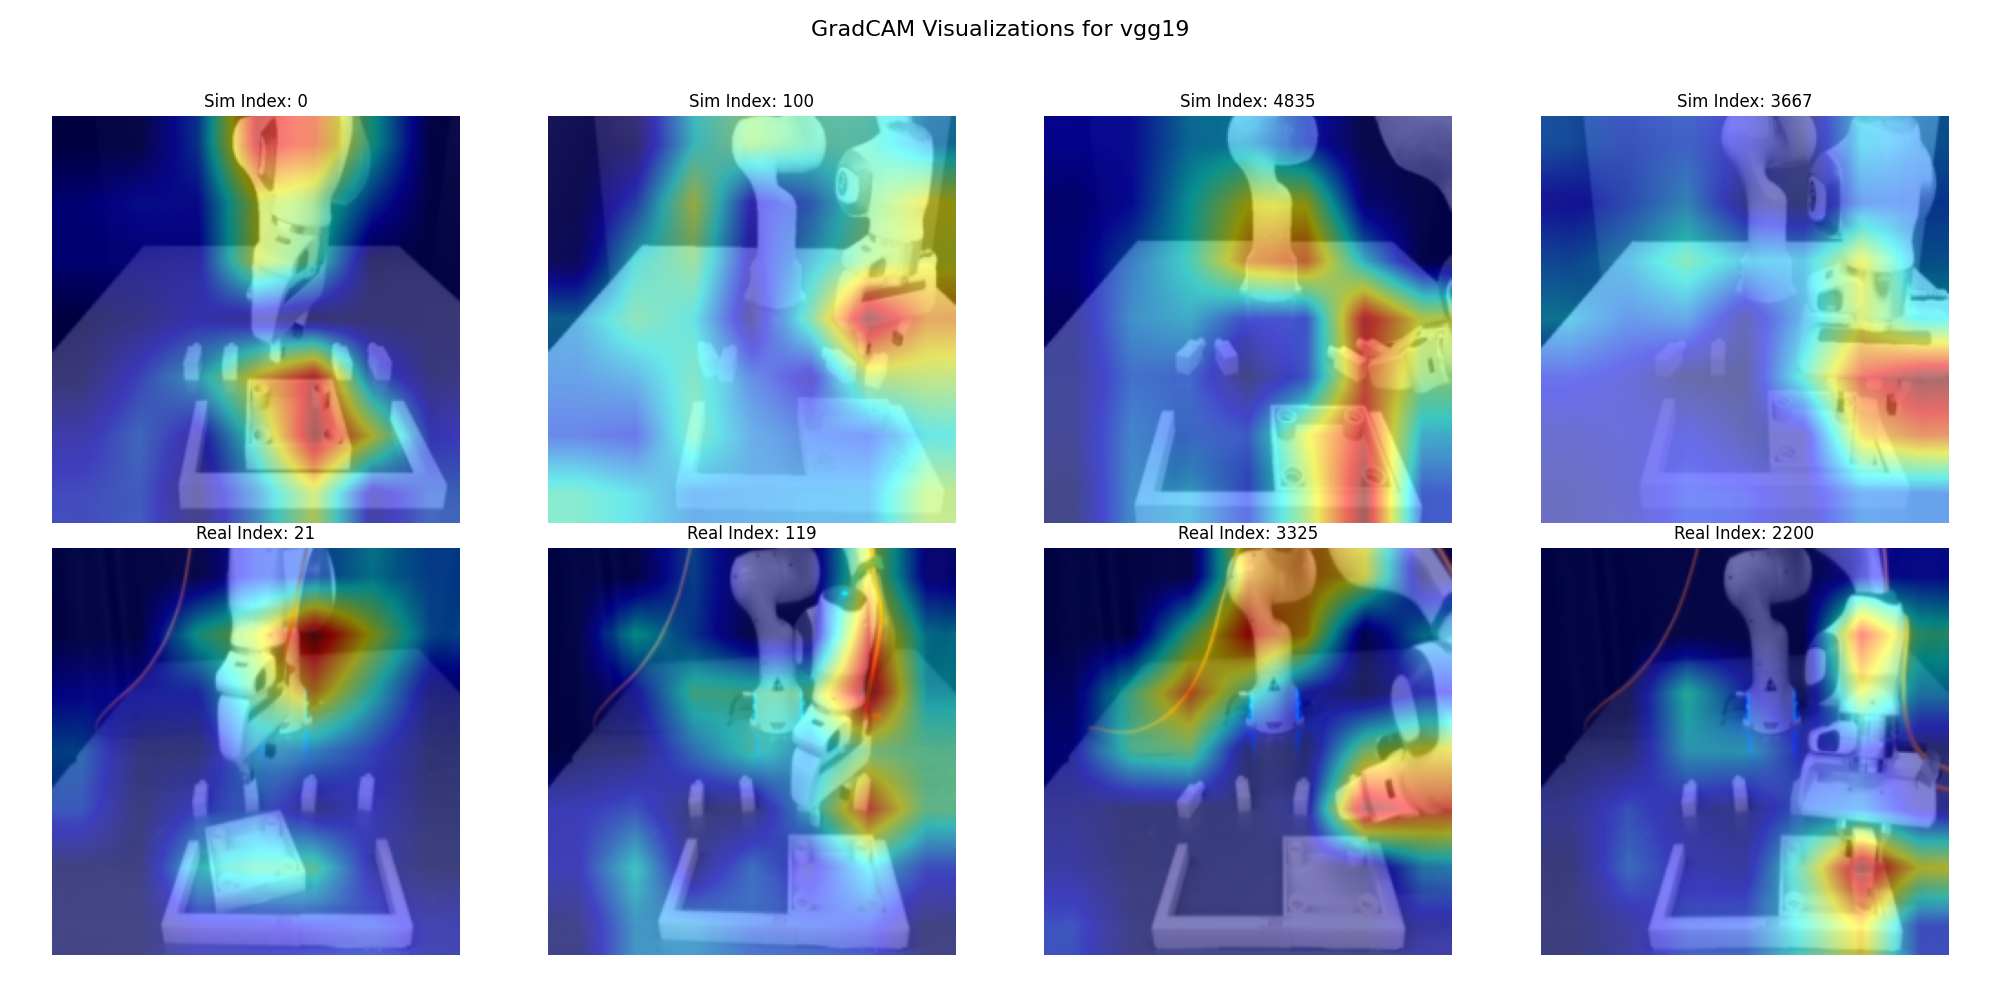 GradCAM Visualizations for vgg19
Sim Index: 0
Sim Index: 100
Sim Index: 4835
Sim Index: 3667
Real Index: 21
Real Index: 119
Real Index: 3325
Real Index: 2200